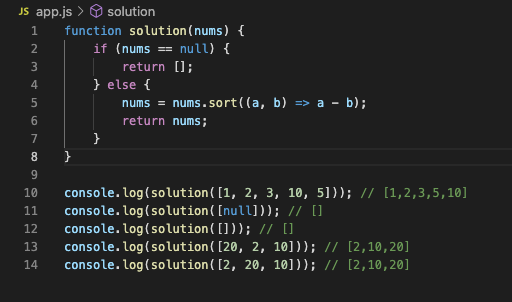 JS app.js > solution
1 function solution(nums) {
2     if (nums == null) {
3         return [];
4     } else {
5         nums = nums.sort((a, b) => a - b);
6         return nums;
7     }
8 }
9
10 console.log(solution([1, 2, 3, 10, 5])); // [1,2,3,5,10]
11 console.log(solution([null])); // []
12 console.log(solution([])); // []
13 console.log(solution([20, 2, 10])); // [2,10,20]
14 console.log(solution([2, 20, 10])); // [2,10,20]